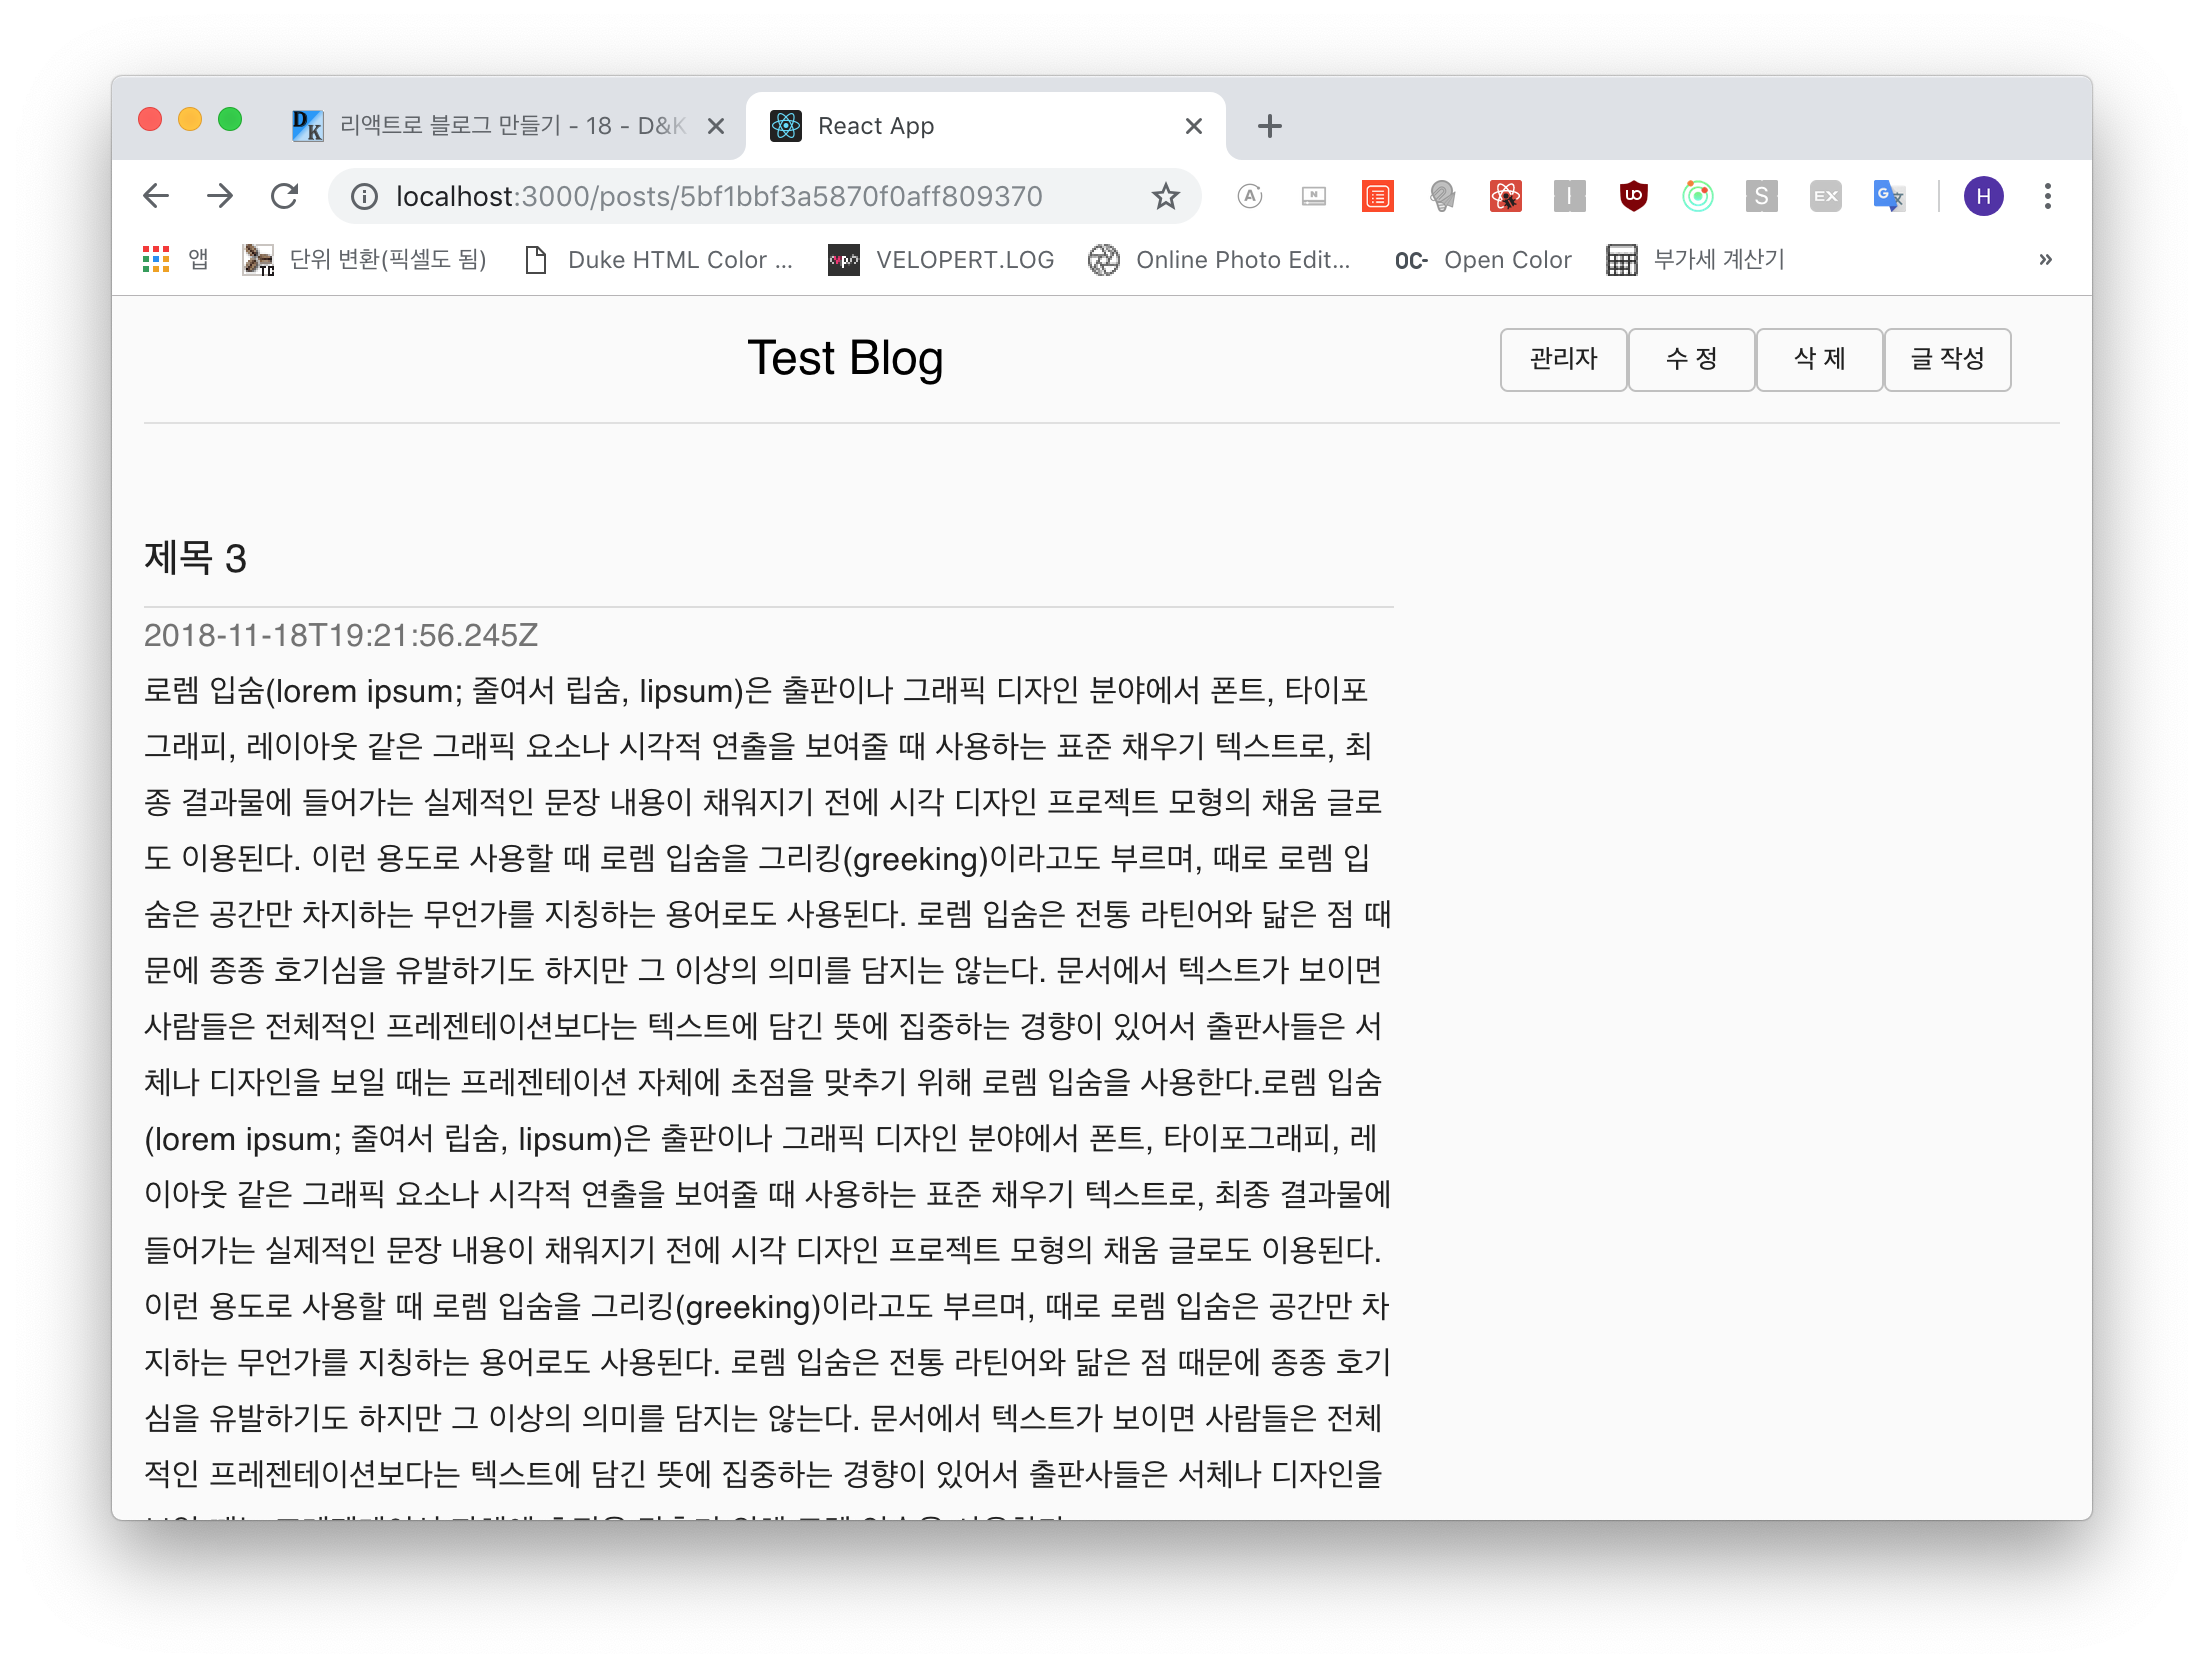 리액트로 블로그 만들기 - 18 - D&K
React App
localhost:3000/posts/5bf1bbf3a5870f0aff809370
앱 단위 변환(픽셀도 됨) Duke HTML Color ... VELOPERT.LOG Online Photo Edit... OC- Open Color 부가세 계산기 »
Test Blog
관리자 수 정 삭 제 글 작성
제목 3
2018-11-18T19:21:56.245Z
로렘 입숨(lorem ipsum; 줄여서 립숨, lipsum)은 출판이나 그래픽 디자인 분야에서 폰트, 타이포
그래피, 레이아웃 같은 그래픽 요소나 시각적 연출을 보여줄 때 사용하는 표준 채우기 텍스트로, 최
종 결과물에 들어가는 실제적인 문장 내용이 채워지기 전에 시각 디자인 프로젝트 모형의 채움 글로
도 이용된다. 이런 용도로 사용할 때 로렘 입숨을 그리킹(greeking)이라고도 부르며, 때로 로렘 입
숨은 공간만 차지하는 무언가를 지칭하는 용어로도 사용된다. 로렘 입숨은 전통 라틴어와 닮은 점 때
문에 종종 호기심을 유발하기도 하지만 그 이상의 의미를 담지는 않는다. 문서에서 텍스트가 보이면
사람들은 전체적인 프레젠테이션보다는 텍스트에 담긴 뜻에 집중하는 경향이 있어서 출판사들은 서
체나 디자인을 보일 때는 프레젠테이션 자체에 초점을 맞추기 위해 로렘 입숨을 사용한다.로렘 입숨
(lorem ipsum; 줄여서 립숨, lipsum)은 출판이나 그래픽 디자인 분야에서 폰트, 타이포그래피, 레
이아웃 같은 그래픽 요소나 시각적 연출을 보여줄 때 사용하는 표준 채우기 텍스트로, 최종 결과물에
들어가는 실제적인 문장 내용이 채워지기 전에 시각 디자인 프로젝트 모형의 채움 글로도 이용된다.
이런 용도로 사용할 때 로렘 입숨을 그리킹(greeking)이라고도 부르며, 때로 로렘 입숨은 공간만 차
지하는 무언가를 지칭하는 용어로도 사용된다. 로렘 입숨은 전통 라틴어와 닮은 점 때문에 종종 호기
심을 유발하기도 하지만 그 이상의 의미를 담지는 않는다. 문서에서 텍스트가 보이면 사람들은 전체
적인 프레젠테이션보다는 텍스트에 담긴 뜻에 집중하는 경향이 있어서 출판사들은 서체나 디자인을